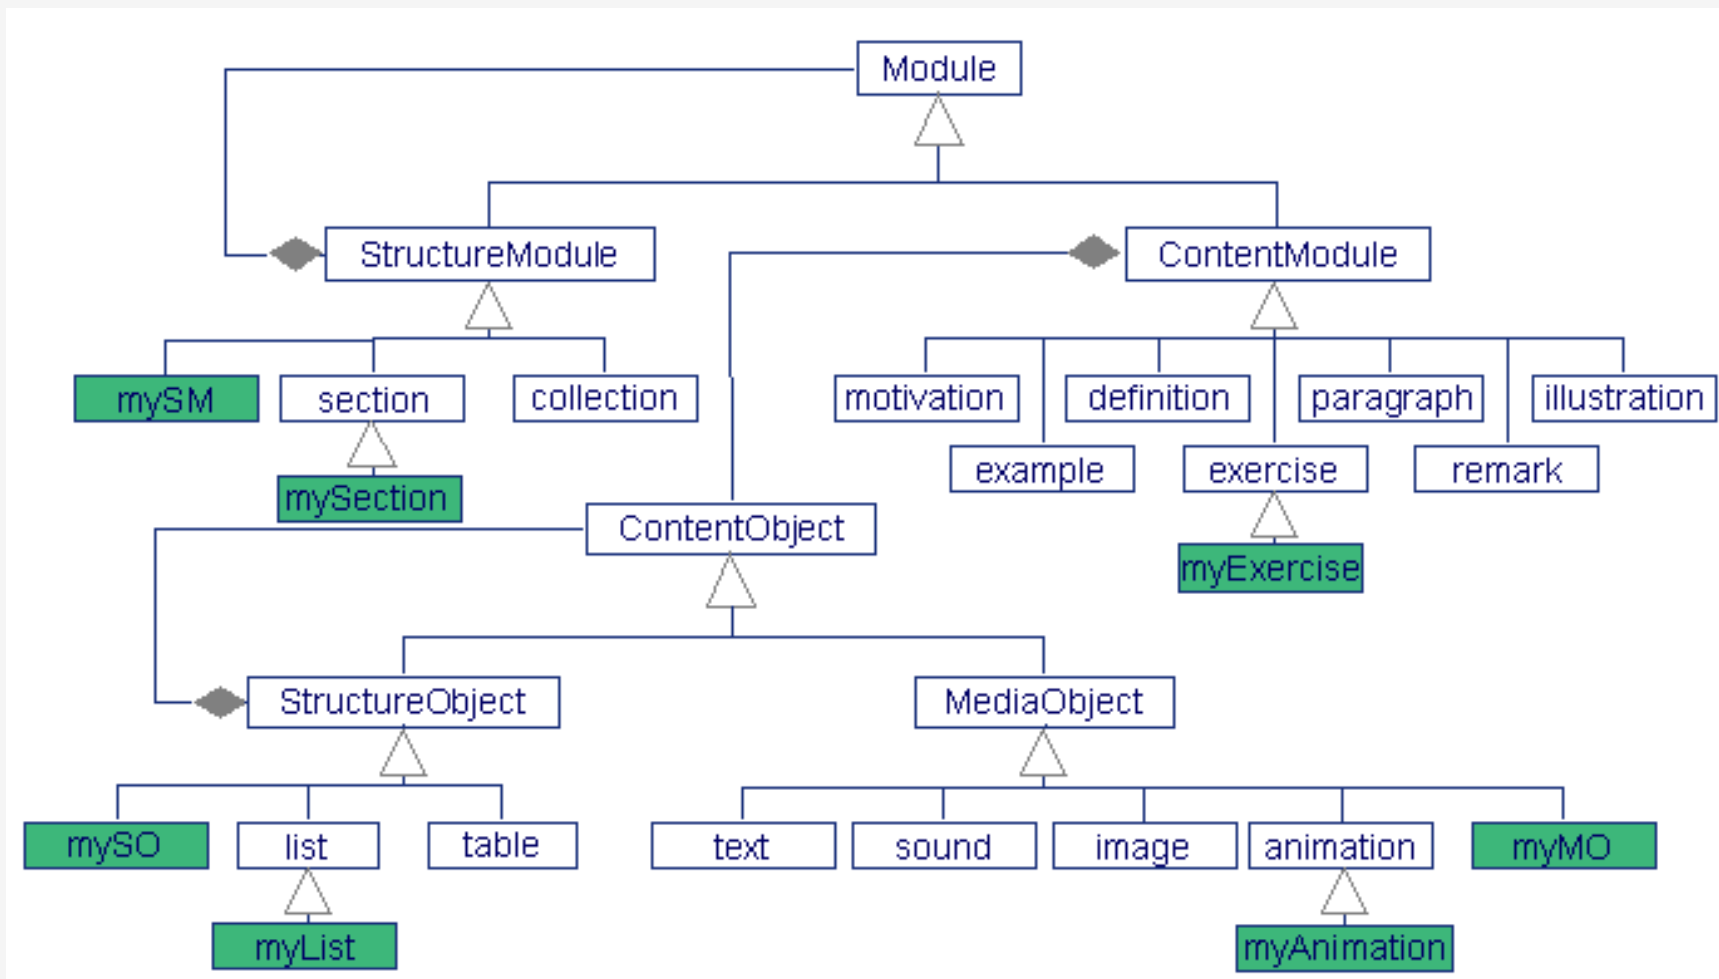 Module
StructureModule
ContentModule
mySM
section
collection
motivation
definition
paragraph
illustration
example
exercise
remark
mySection
ContentObject
myExercise
StructureObject
MediaObject
mySO
list
table
text
sound
image
animation
myMO
myList
myAnimation